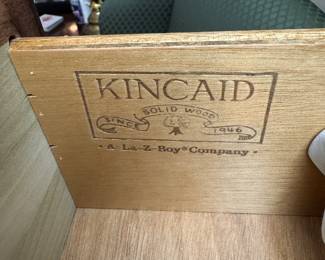 KINCAID
SOLID WOOD
SINCE 1946
• A La-Z-Boy® Company •